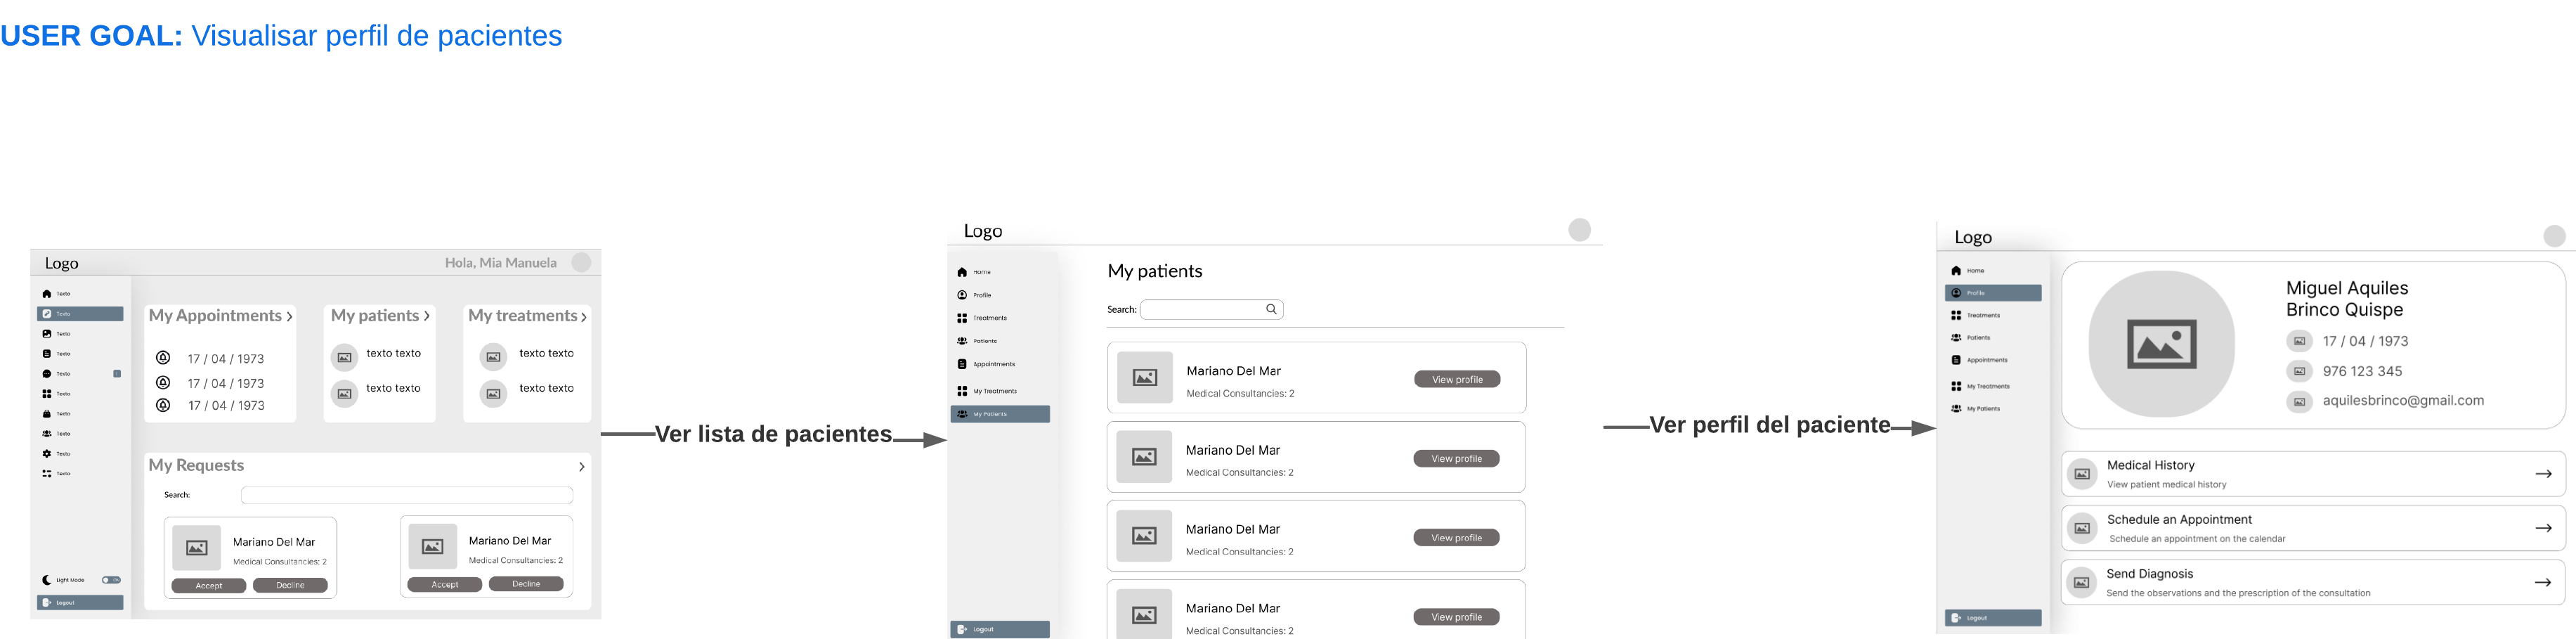 USER GOAL: Visualisar perfil de pacientes
Logo
Hola, Mia Manuela
Texto
Texto
Texto
Texto
Texto
Texto
Texto
Texto
Texto
Texto
Light Mode
ON
Logout
My Appointments
17 / 04 / 1973
17 / 04 / 1973
17 / 04 / 1973
My patients
texto texto
texto texto
My treatments
texto texto
texto texto
My Requests
Search:
Mariano Del Mar
Medical Consultancies: 2
Accept Decline
Mariano Del Mar
Medical Consultancies: 2
Accept Decline
Ver lista de pacientes
Logo
Home
Profile
Treatments
Patients
Appointments
My Treatments
My Patients
Logout
My patients
Search:
Mariano Del Mar
Medical Consultancies: 2
View profile
Mariano Del Mar
Medical Consultancies: 2
View profile
Mariano Del Mar
Medical Consultancies: 2
View profile
Mariano Del Mar
Medical Consultancies: 2
View profile
Ver perfil del paciente
Logo
Home
Profile
Treatments
Patients
Appointments
My Treatments
My Patients
Logout
Miguel Aquiles
Brinco Quispe
17 / 04 / 1973
976 123 345
aquilesbrinco@gmail.com
Medical History
View patient medical history
Schedule an Appointment
Schedule an appointment on the calendar
Send Diagnosis
Send the observations and the prescription of the consultation